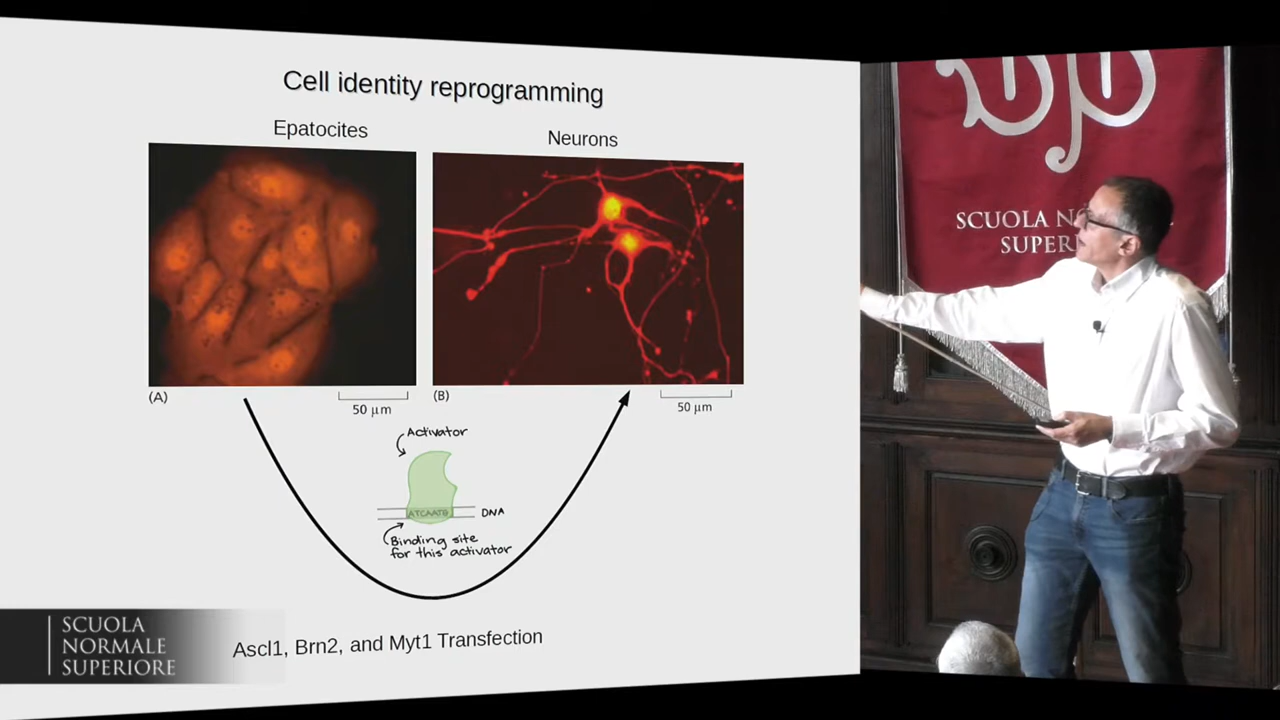 Cell identity reprogramming
Epatocites
Neurons
(A)
50 µm
(B)
50 µm
Activator
ATCAATG
DNA
Binding site
for this activator
Ascl1, Brn2, and Myt1 Transfection
SCUOLA
NORMALE
SUPERIORE
SCUOLA N
SUPER